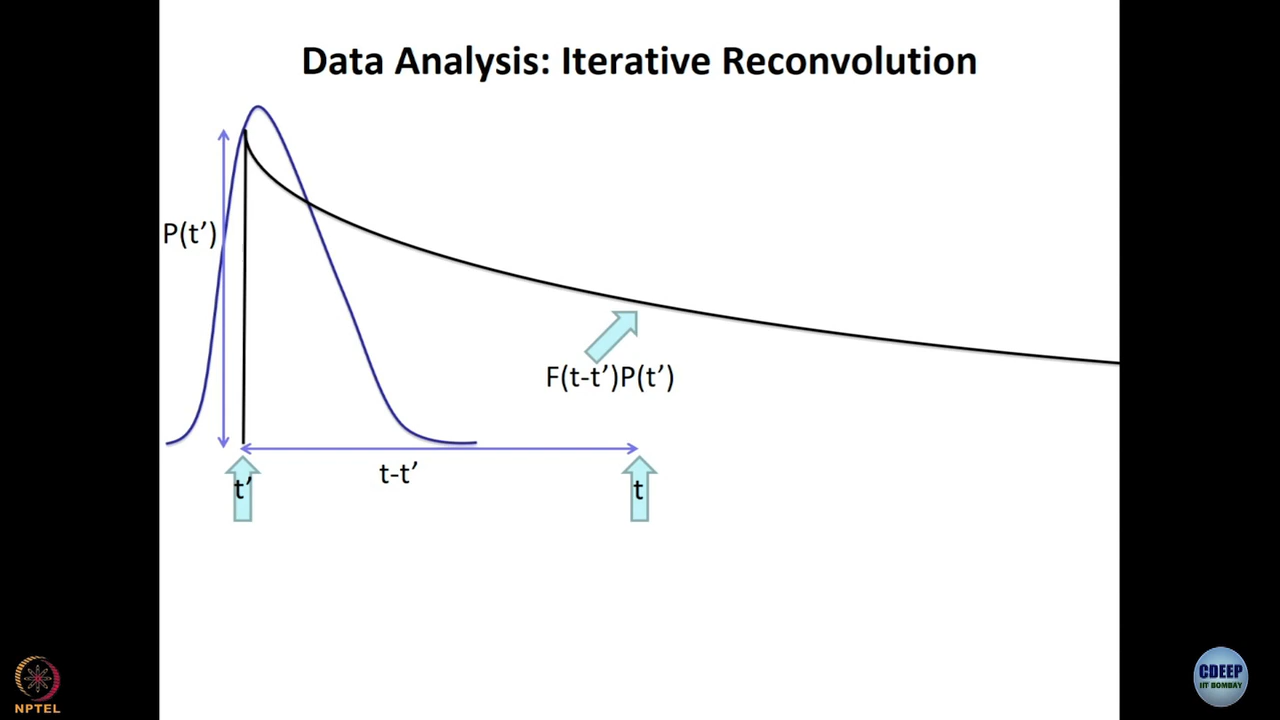 Data Analysis: Iterative Reconvolution
P(t’)
F(t-t’)P(t’)
t-t’
t’
t
NPTEL
CDEEP
IIT BOMBAY